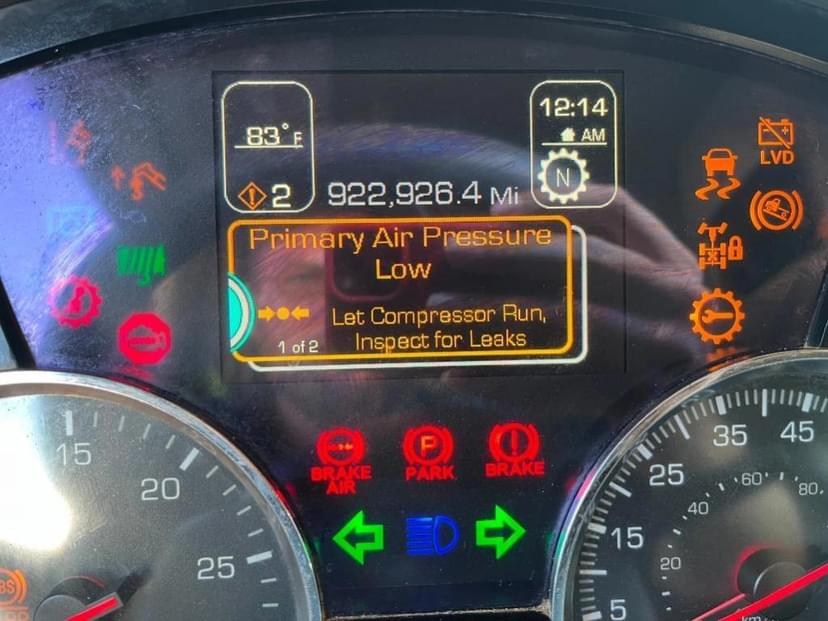 83°F
12:14
AM
N
2
922,926.4 Mi
LVD
Primary Air Pressure
Low
Let Compressor Run,
Inspect for Leaks
1 of 2
BRAKE
AIR
P
PARK
BRAKE
15
20
25
5
15
25
35
45
20
40
60
80
km